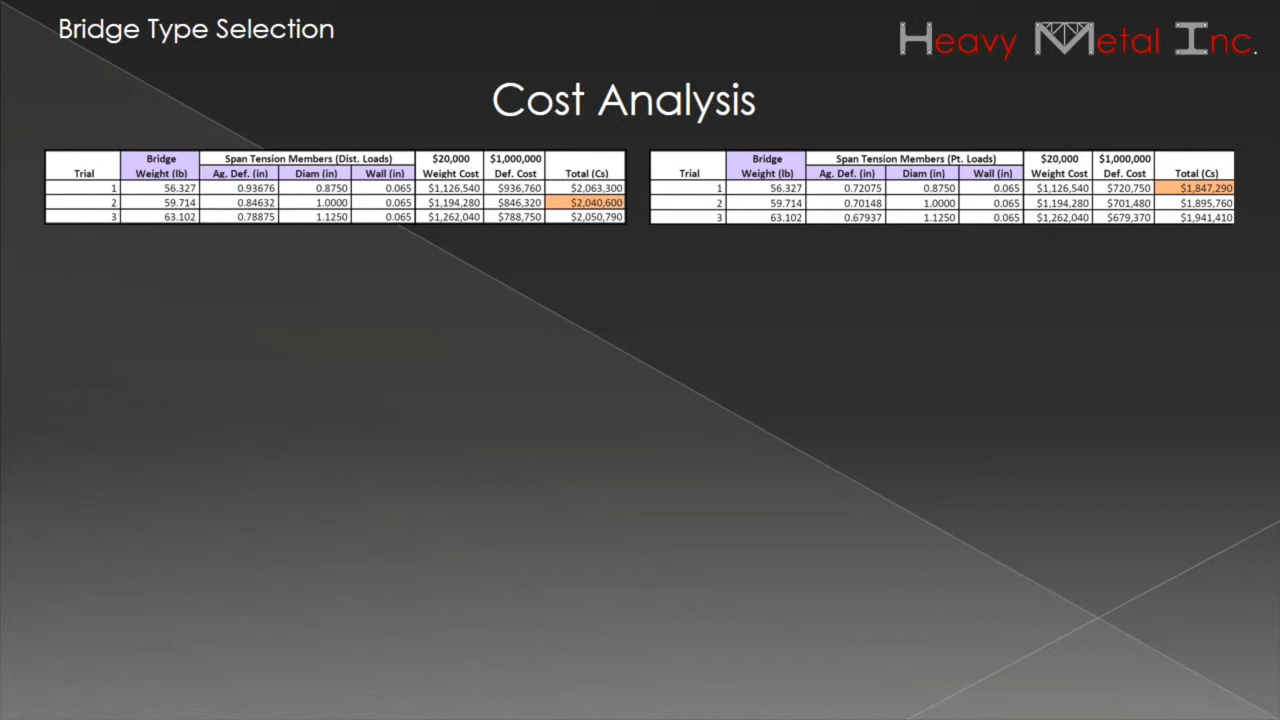 Bridge Type Selection
Heavy Metal Inc.
Cost Analysis
Bridge Span Tension Members (Dist. Loads) $20,000 $1,000,000
Trial Weight (lb) Ag. Def. (in) Diam (in) Wall (in) Weight Cost Def. Cost Total (Cs)
1 56.327 0.93676 0.8750 0.065 $1,126,540 $936,760 $2,063,300
2 59.714 0.84632 1.0000 0.065 $1,194,280 $846,320 $2,040,600
3 63.102 0.78875 1.1250 0.065 $1,262,040 $788,750 $2,050,790
Bridge Span Tension Members (Pt. Loads) $20,000 $1,000,000
Trial Weight (lb) Ag. Def. (in) Diam (in) Wall (in) Weight Cost Def. Cost Total (Cs)
1 56.327 0.72075 0.8750 0.065 $1,126,540 $720,750 $1,847,290
2 59.714 0.70148 1.0000 0.065 $1,194,280 $701,480 $1,895,760
3 63.102 0.67937 1.1250 0.065 $1,262,040 $679,370 $1,941,410